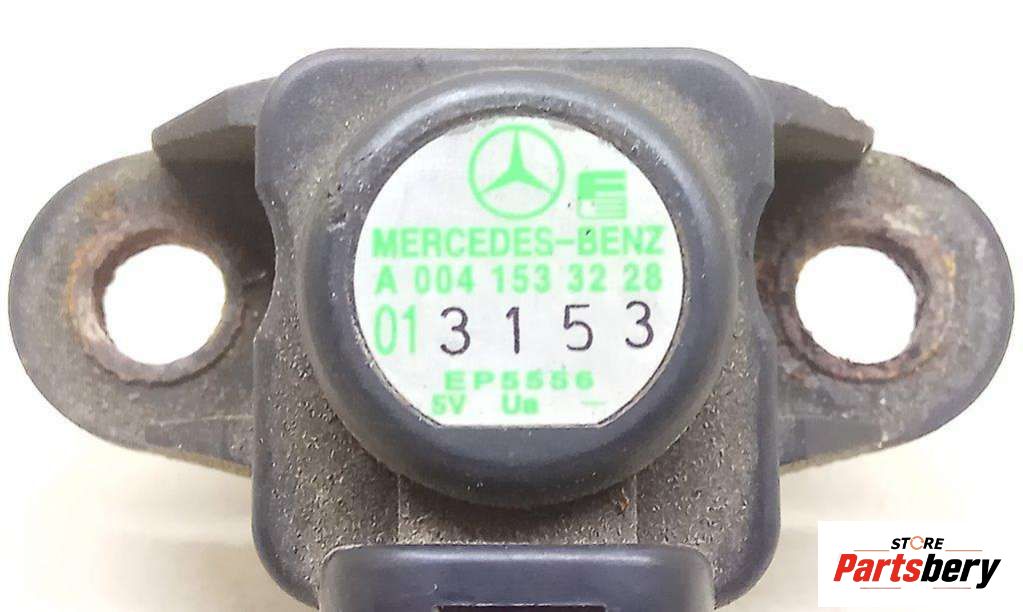 MERCEDES-BENZ
A 004 153 32 28
01 3153
EP5556
5V Ua -
STORE
Partsbery